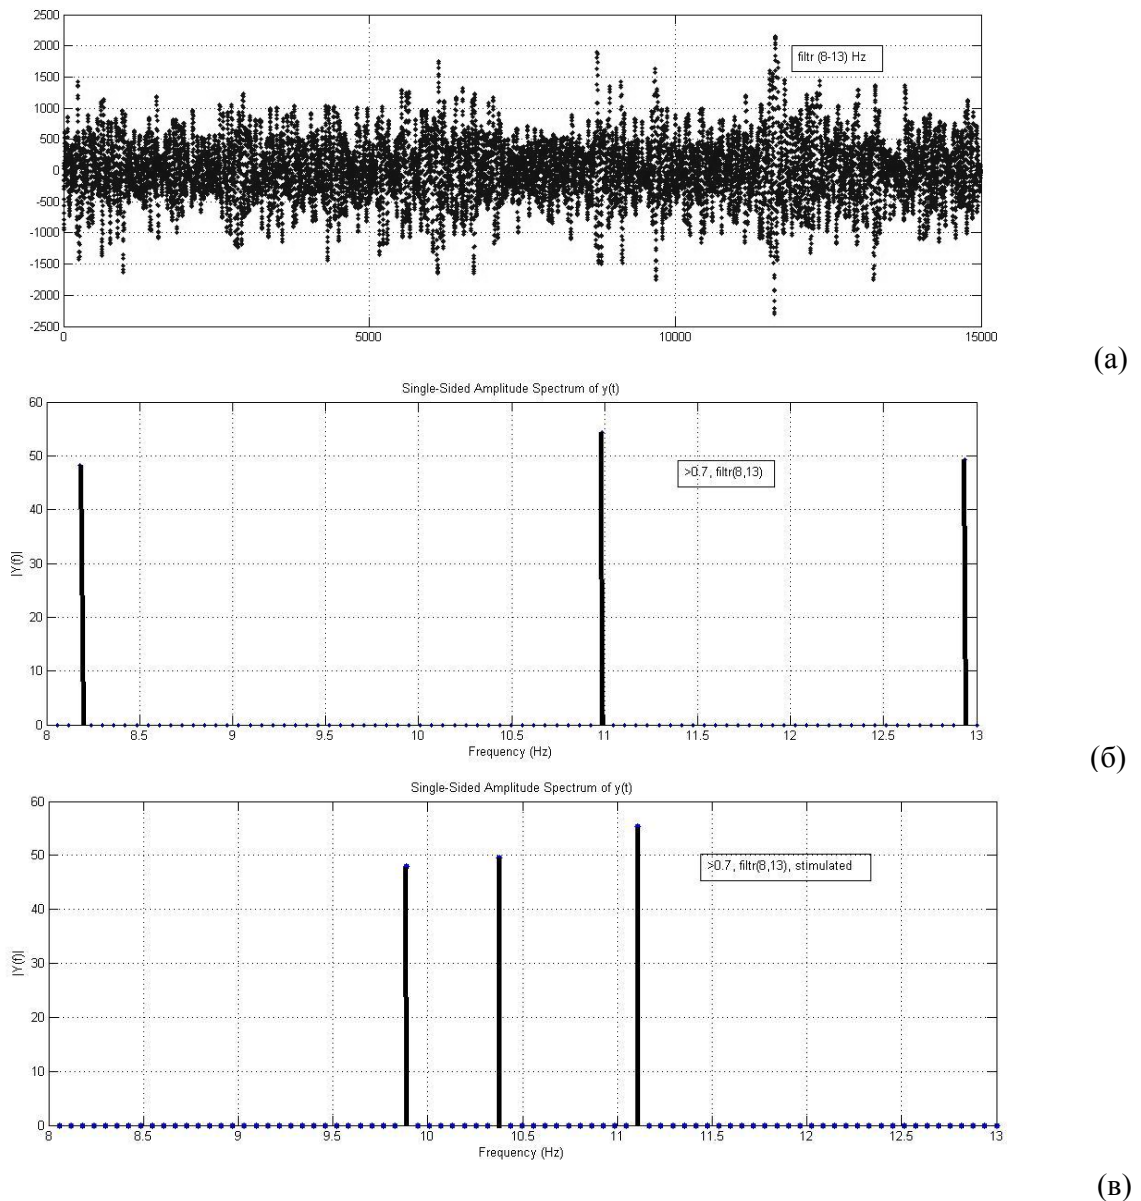 2500
2000
1500
1000
500
0
-500
-1000
-1500
-2000
-2500
filtr (8-13) Hz
0 5000 10000 15000
(а)
Single-Sided Amplitude Spectrum of y(t)
60
50
40
30
20
10
0
|Y(f)|
>0.7, filtr(8,13)
8 8.5 9 9.5 10 10.5 11 11.5 12 12.5 13
Frequency (Hz)
(б)
Single-Sided Amplitude Spectrum of y(t)
60
50
40
30
20
10
0
|Y(f)|
>0.7, filtr(8,13), stimulated
8 8.5 9 9.5 10 10.5 11 11.5 12 12.5 13
Frequency (Hz)
(в)